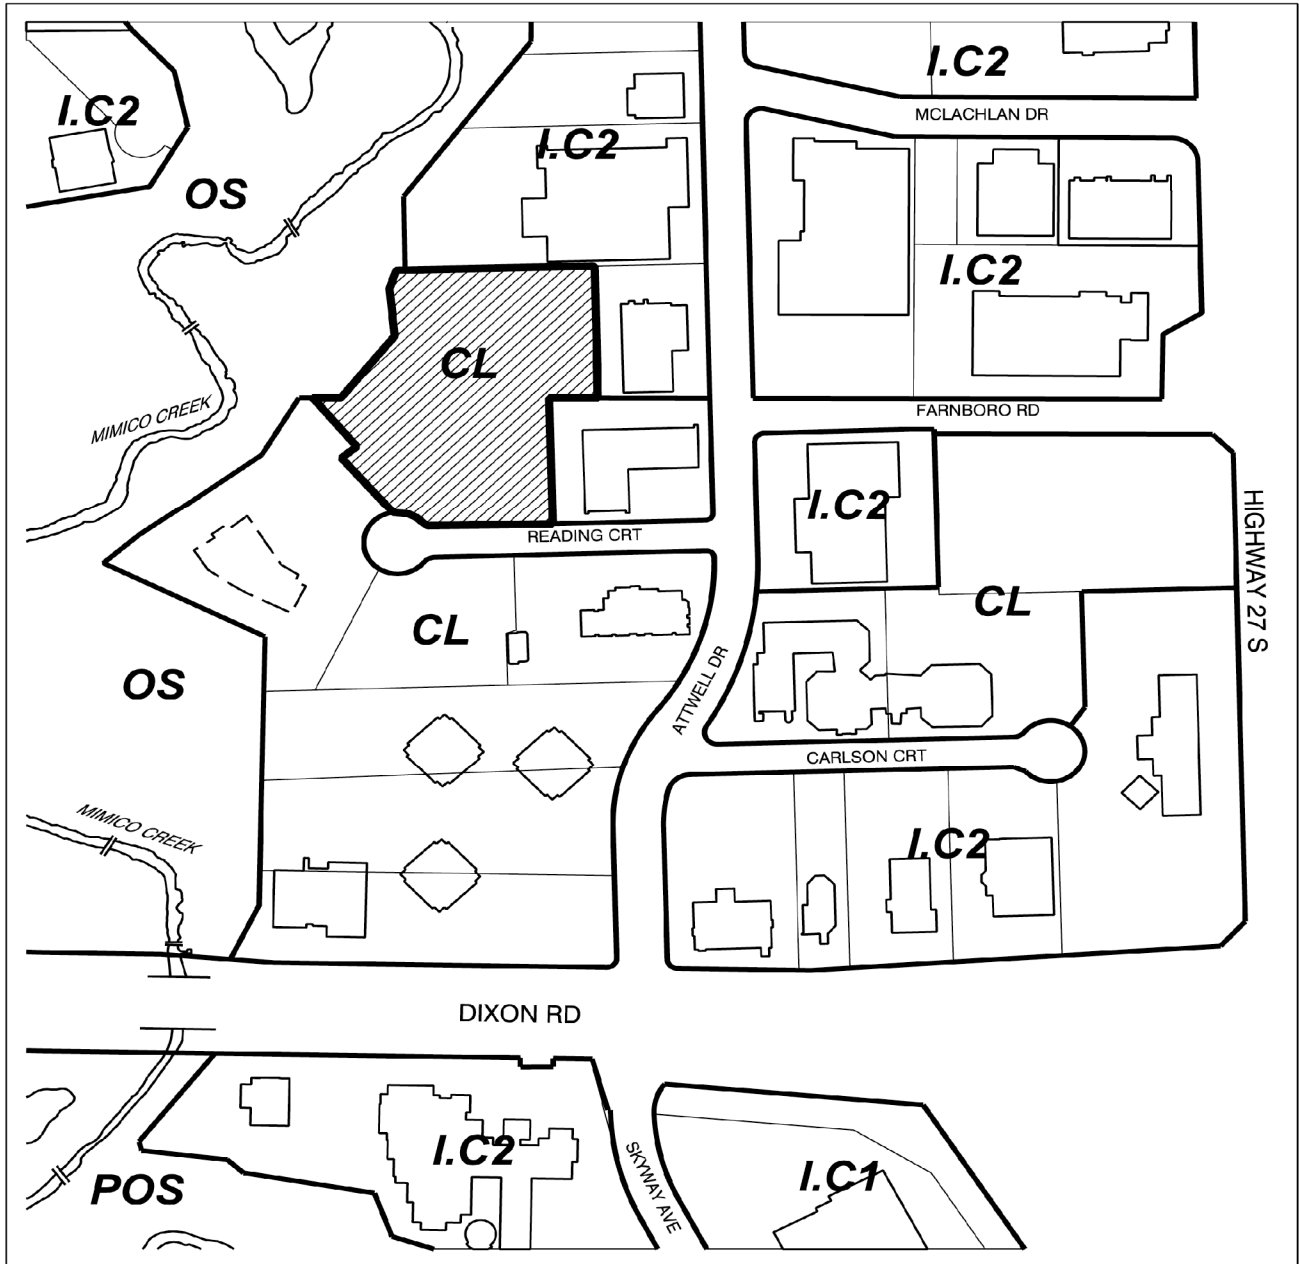 I.C2
MCLACHLAN DR
I.C2
I.C2
OS
I.C2
CL
MIMICO CREEK
FARNBORO RD
I.C2
HIGHWAY 27 S
READING CRT
CL
CL
OS
ATTWELL DR
CARLSON CRT
MIMICO CREEK
I.C2
DIXON RD
I.C2
SKYWAY AVE
I.C1
POS